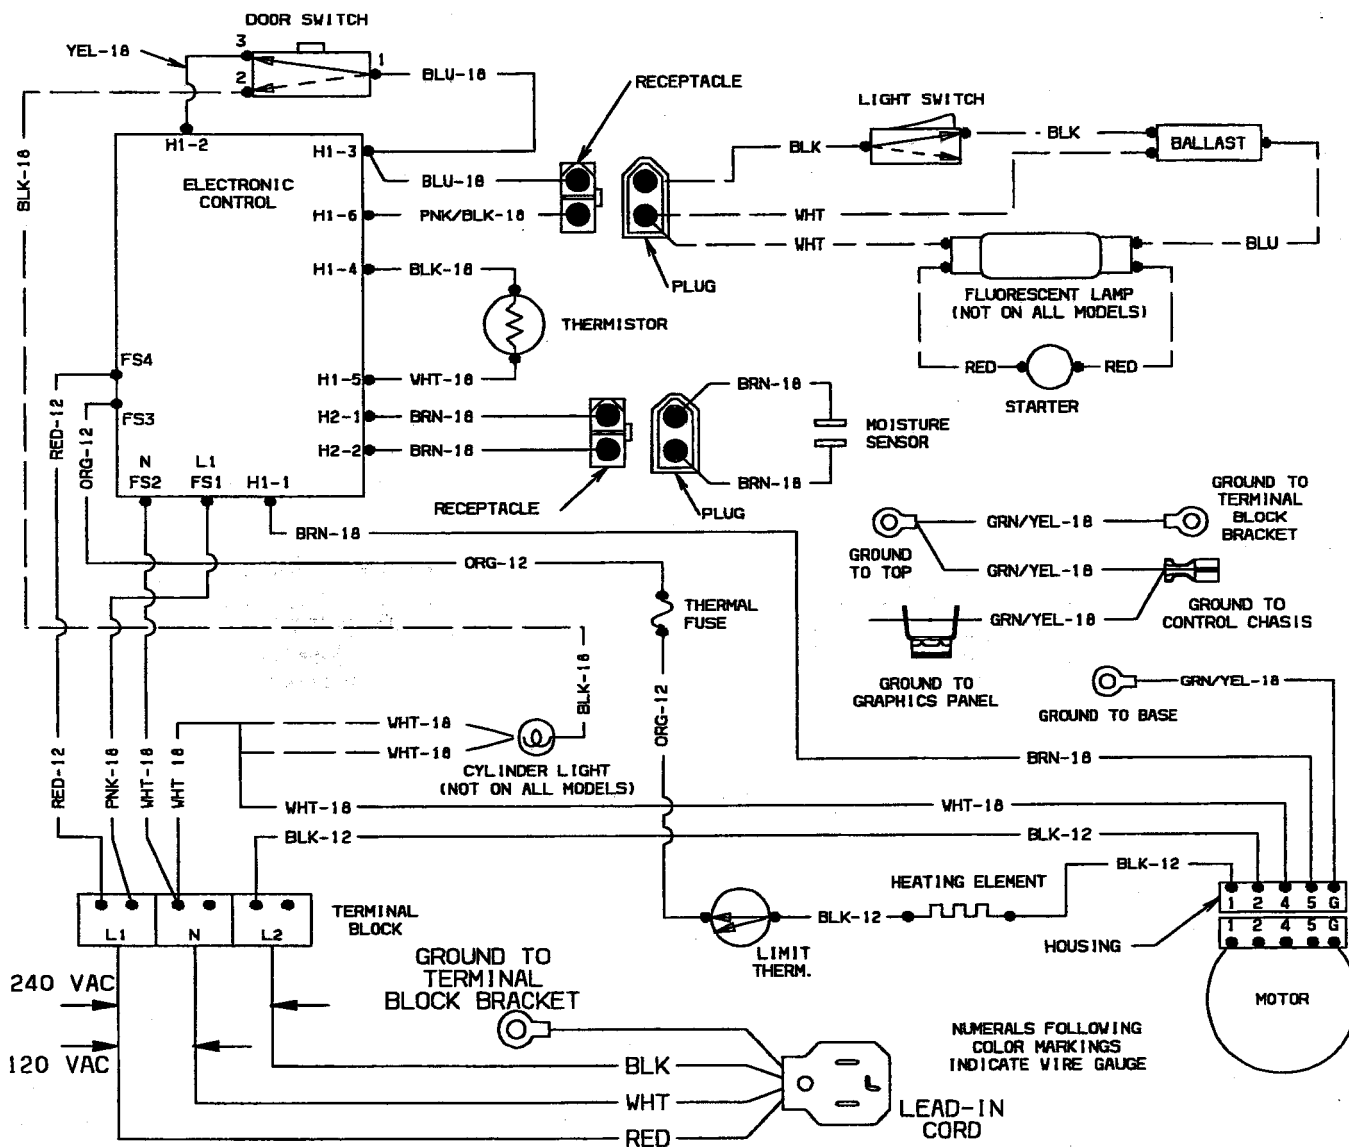 DOOR SWITCH
3
YEL-18
1
2
BLU-18
BLK-18
H1-2
H1-3
ELECTRONIC
CONTROL
BLU-18
RECEPTACLE
H1-6
PNK/BLK-18
PLUG
LIGHT SWITCH
BLK
BLK
BALLAST
WHT
WHT
BLU
FLUORESCENT LAMP
(NOT ON ALL MODELS)
RED
RED
STARTER
H1-4
BLK-18
THERMISTOR
H1-5
WHT-18
FS4
RED-12
FS3
ORG-12
H2-1
BRN-18
H2-2
BRN-18
RECEPTACLE
PLUG
BRN-18
BRN-18
MOISTURE
SENSOR
N
FS2
L1
FS1
H1-1
BRN-18
GROUND TO
TERMINAL
BLOCK
BRACKET
GRN/YEL-18
GROUND
TO TOP
GRN/YEL-18
GROUND TO
CONTROL CHASIS
GRN/YEL-18
GROUND TO
GRAPHICS PANEL
GRN/YEL-18
GROUND TO BASE
ORG-12
THERMAL
FUSE
ORG-12
BLK-18
WHT-18
WHT-18
CYLINDER LIGHT
(NOT ON ALL MODELS)
RED-12
PNK-18
WHT-18
WHT 18
BRN-18
WHT-18
WHT-18
BLK-12
BLK-12
BLK-12
HEATING ELEMENT
BLK-12
LIMIT
THERM.
1 2 4 5 G
1 2 4 5 G
HOUSING
MOTOR
L1
N
L2
TERMINAL
BLOCK
240 VAC
120 VAC
GROUND TO
TERMINAL
BLOCK BRACKET
BLK
WHT
RED
LEAD-IN
CORD
NUMERALS FOLLOWING
COLOR MARKINGS
INDICATE WIRE GAUGE